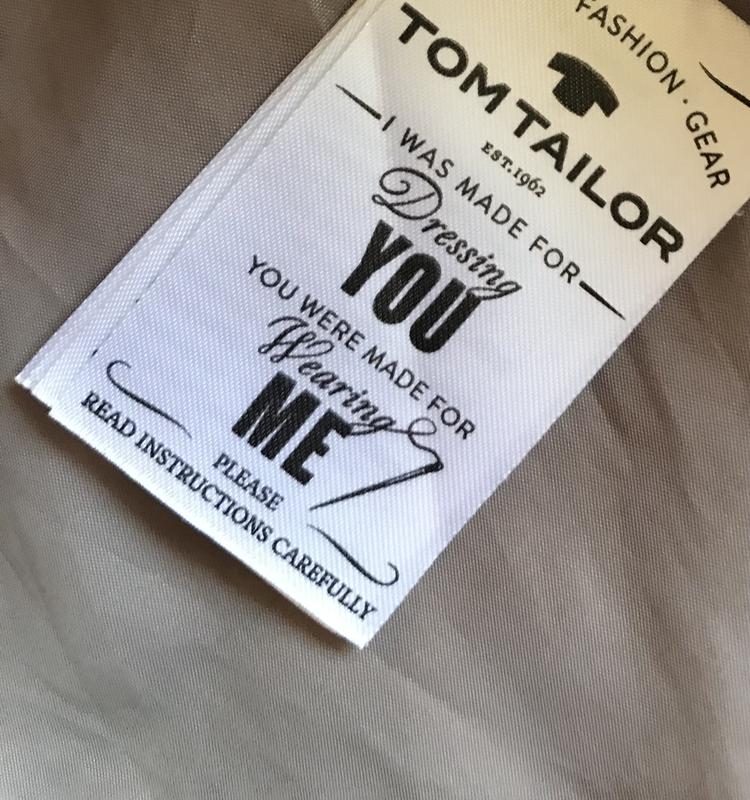 FASHION · GEAR
TOM TAILOR
EST.1962
I WAS MADE FOR
Dressing
YOU
YOU WERE MADE FOR
Wearing
ME
PLEASE
READ INSTRUCTIONS CAREFULLY